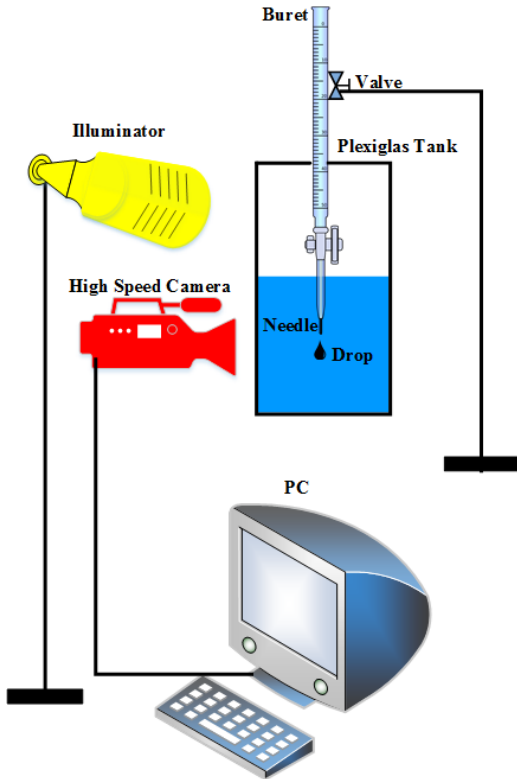 Buret
Valve
Illuminator
Plexiglas Tank
High Speed Camera
Needle
Drop
PC